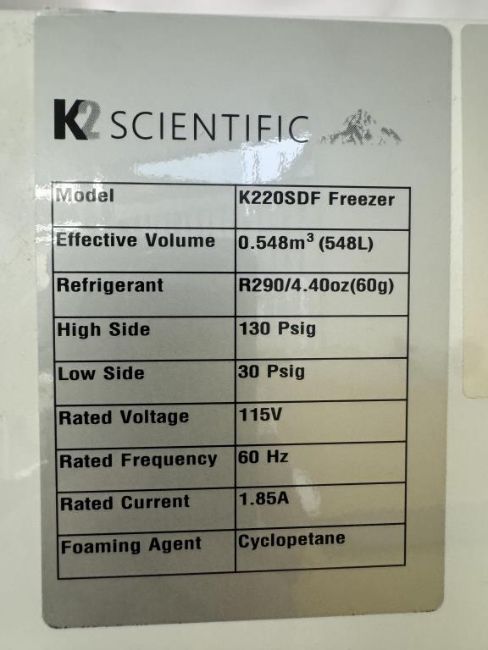 K2 SCIENTIFIC
Model K220SDF Freezer
Effective Volume 0.548m³ (548L)
Refrigerant R290/4.40oz(60g)
High Side 130 Psig
Low Side 30 Psig
Rated Voltage 115V
Rated Frequency 60 Hz
Rated Current 1.85A
Foaming Agent Cyclopetane